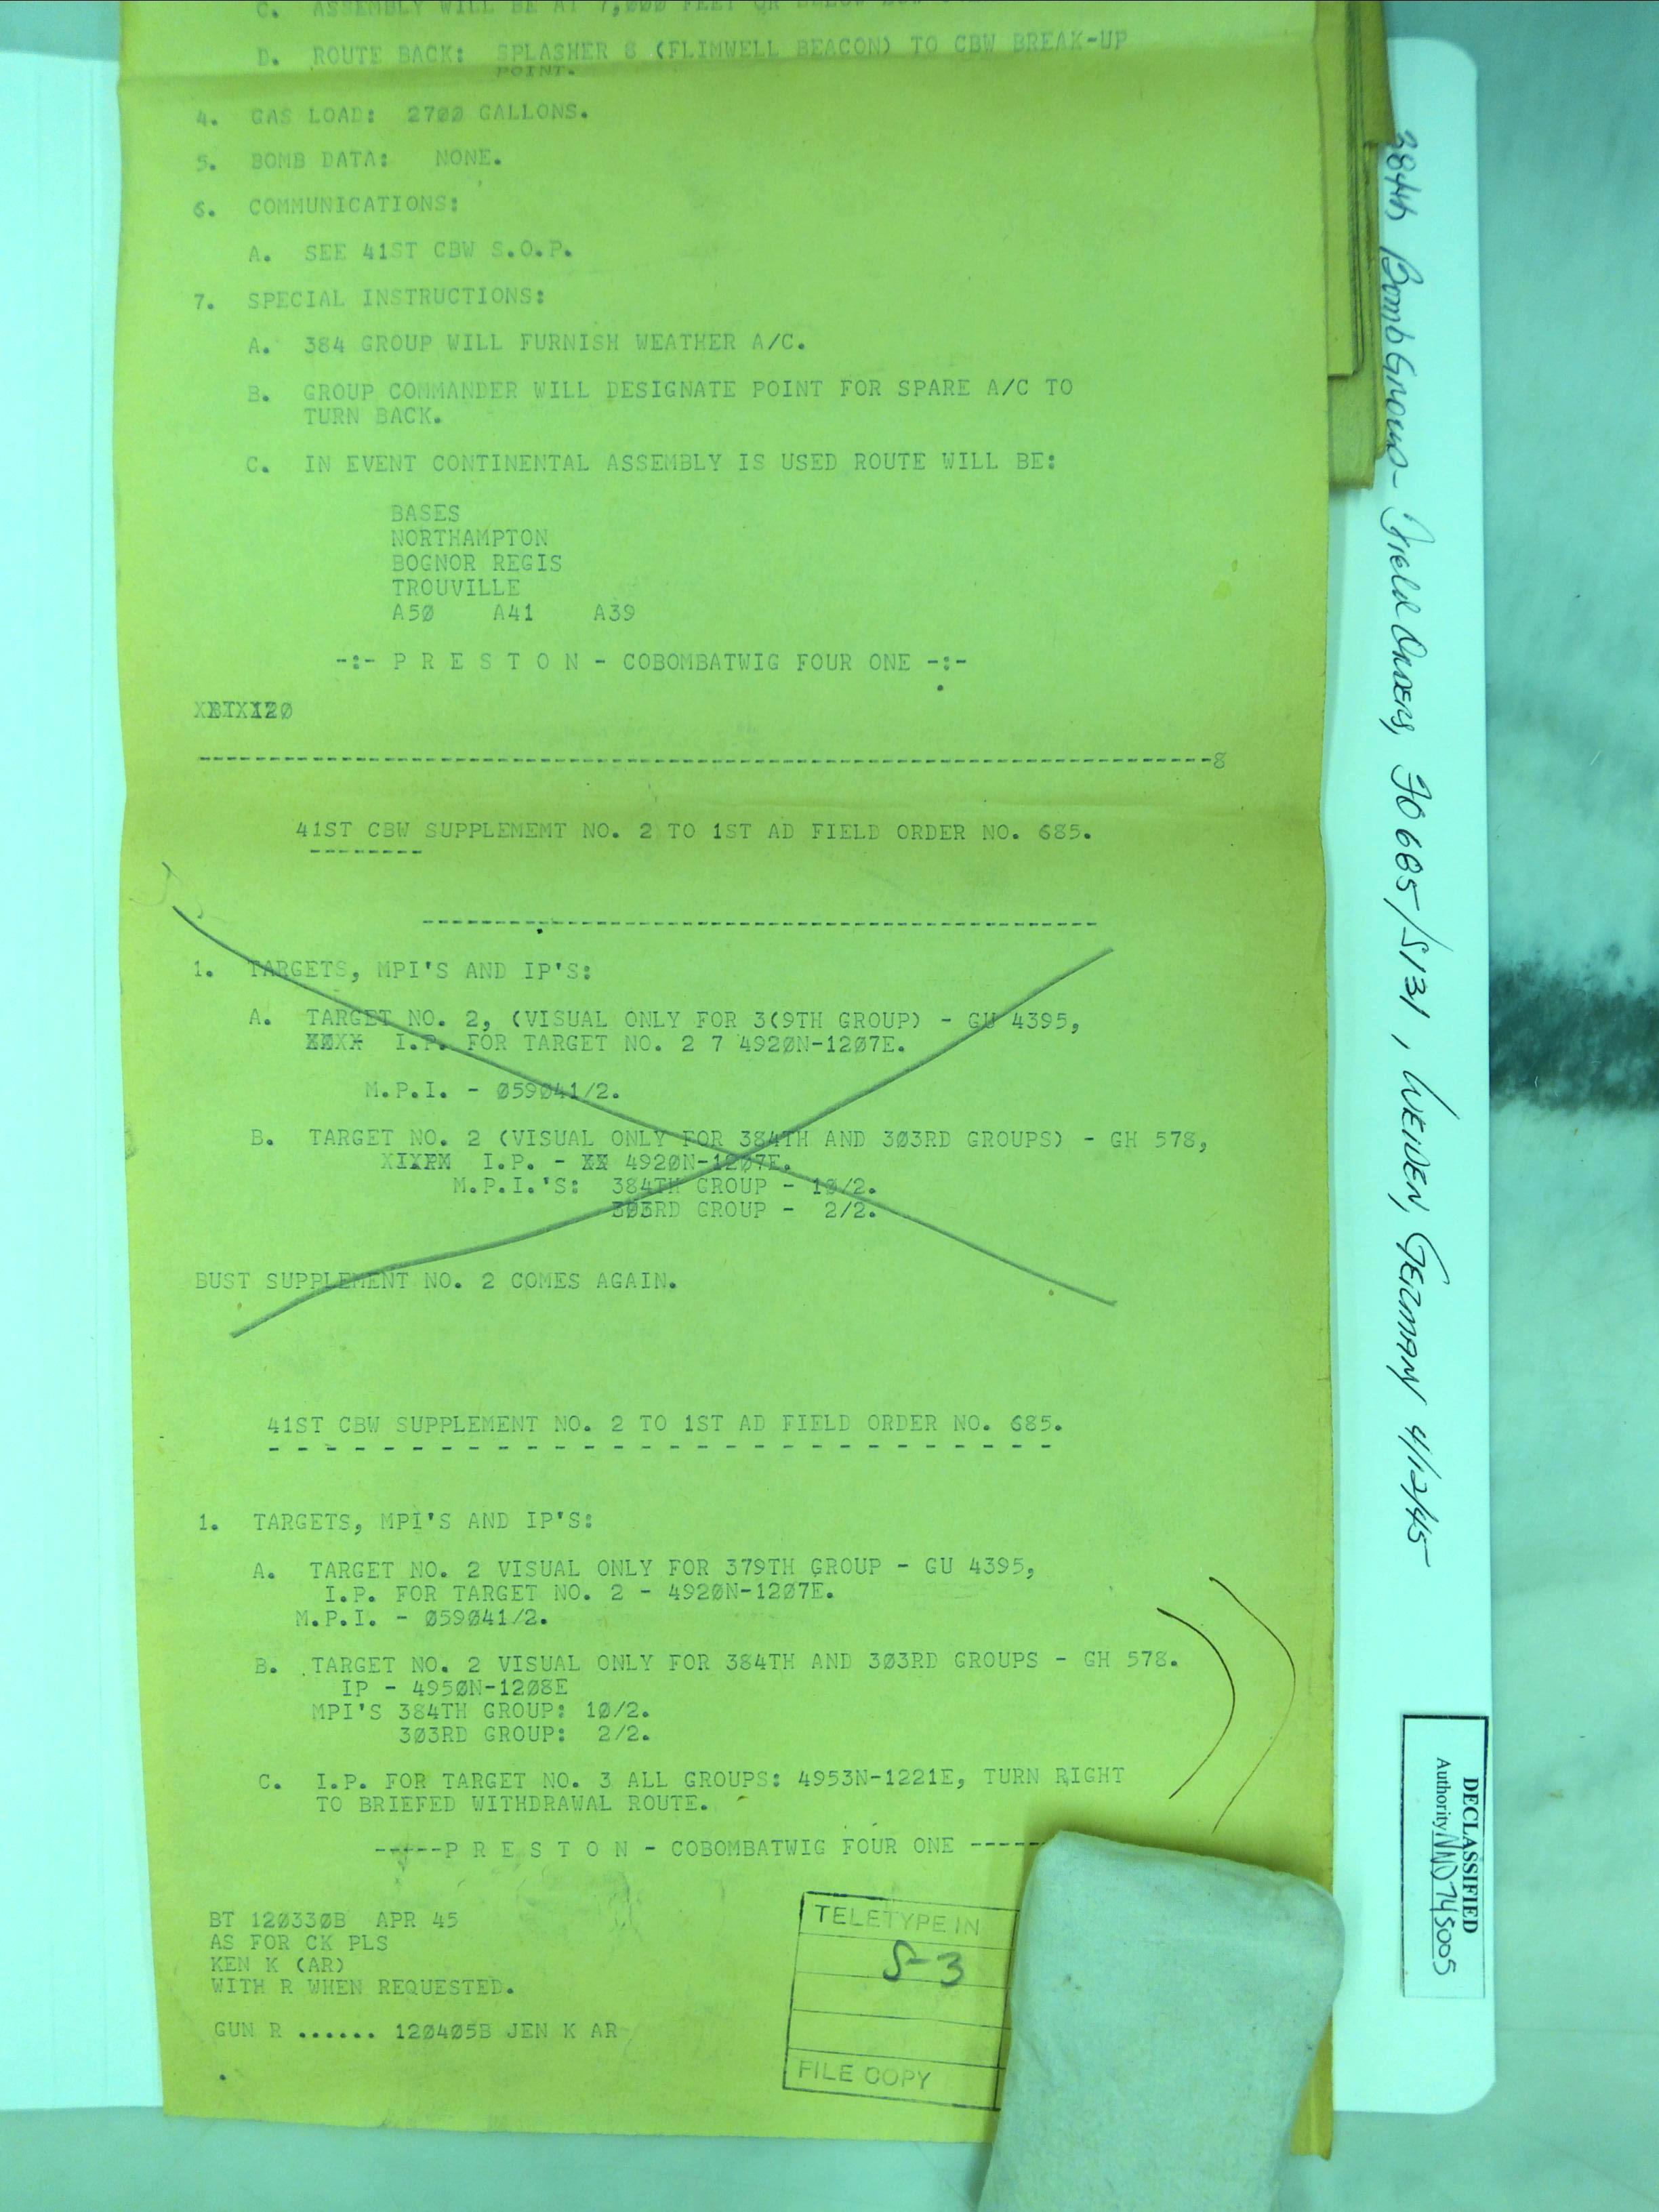 C. ASSEMBLY WILL BE AT 7,000 FEET OR BELOW
D. ROUTE BACK: SPLASHER 8 (FLIMWELL BEACON) TO CBW BREAK-UP
POINT.
4. GAS LOAD: 2700 GALLONS.
5. BOMB DATA: NONE.
6. COMMUNICATIONS:
A. SEE 41ST CBW S.O.P.
7. SPECIAL INSTRUCTIONS:
A. 384 GROUP WILL FURNISH WEATHER A/C.
B. GROUP COMMANDER WILL DESIGNATE POINT FOR SPARE A/C TO
TURN BACK.
C. IN EVENT CONTINENTAL ASSEMBLY IS USED ROUTE WILL BE:
BASES
NORTHAMPTON
BOGNOR REGIS
TROUVILLE
A50 A41 A39
-:- P R E S T O N - COBOMBATWIG FOUR ONE -:-
-------------------------------------------------------------------------8
41ST CBW SUPPLEMEMT NO. 2 TO 1ST AD FIELD ORDER NO. 685.
1. TARGETS, MPI'S AND IP'S:
A. TARGET NO. 2, (VISUAL ONLY FOR 3(9TH GROUP) - GU 4395,
I.P. FOR TARGET NO. 2 7 4920N-1207E.
M.P.I. - 059041/2.
B. TARGET NO. 2 (VISUAL ONLY FOR 384TH AND 303RD GROUPS) - GH 578,
I.P. - XX 4920N-1207E.
M.P.I.'S: 384TH GROUP - 10/2.
303RD GROUP - 2/2.
BUST SUPPLEMENT NO. 2 COMES AGAIN.
41ST CBW SUPPLEMENT NO. 2 TO 1ST AD FIELD ORDER NO. 685.
1. TARGETS, MPI'S AND IP'S:
A. TARGET NO. 2 VISUAL ONLY FOR 379TH GROUP - GU 4395,
I.P. FOR TARGET NO. 2 - 4920N-1207E.
M.P.I. - 059041/2.
B. .TARGET NO. 2 VISUAL ONLY FOR 384TH AND 303RD GROUPS - GH 578.
IP - 4950N-1208E
MPI'S 384TH GROUP: 10/2.
303RD GROUP: 2/2.
C. I.P. FOR TARGET NO. 3 ALL GROUPS: 4953N-1221E, TURN RIGHT
TO BRIEFED WITHDRAWAL ROUTE.
-----P R E S T O N - COBOMBATWIG FOUR ONE -----
BT 120330B APR 45
AS FOR CK PLS
KEN K (AR)
WITH R WHEN REQUESTED.
GUN R ...... 120405B JEN K AR
TELETYPE IN
S-3
FILE COPY
384th Bomb Group- Field Orders, FO 685/S131, WEIDEN, GERMANY 4/12/45
DECLASSIFIED
Authority NND 745005